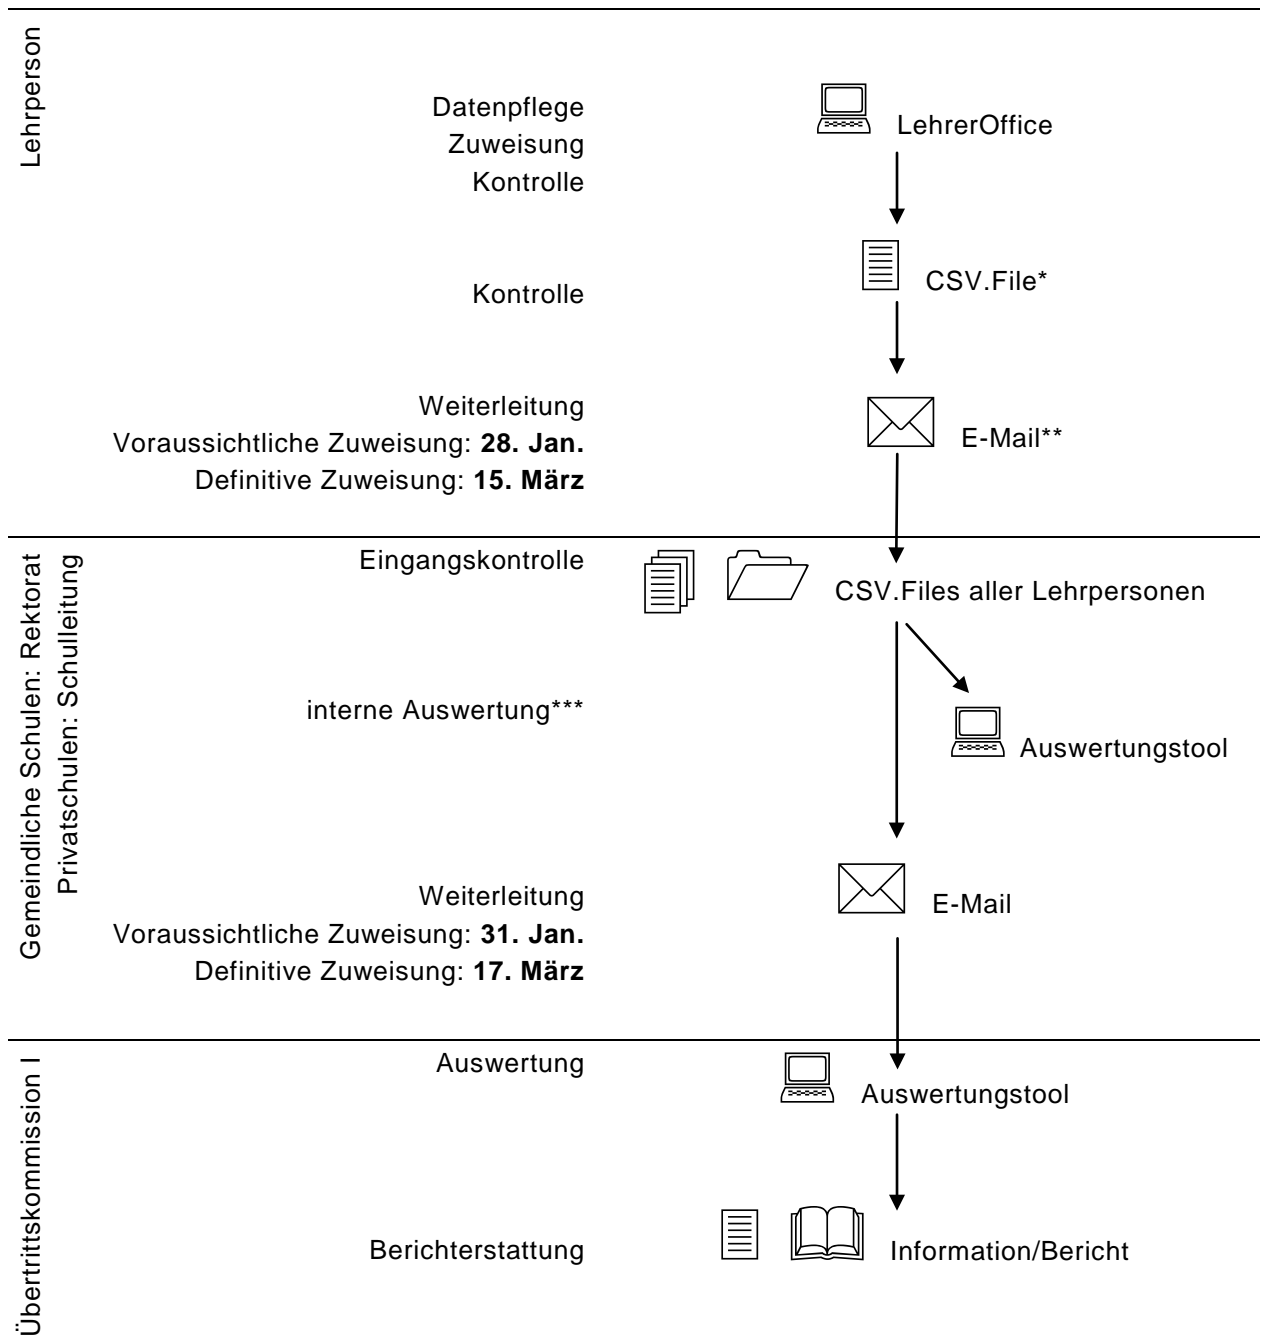 Lehrperson
Datenpflege
Zuweisung
Kontrolle
LehrerOffice
Kontrolle
CSV.File*
Weiterleitung
Voraussichtliche Zuweisung: 28. Jan.
Definitive Zuweisung: 15. März
E-Mail**
Gemeindliche Schulen: Rektorat
Privatschulen: Schulleitung
Eingangskontrolle
CSV.Files aller Lehrpersonen
interne Auswertung***
Auswertungstool
Weiterleitung
Voraussichtliche Zuweisung: 31. Jan.
Definitive Zuweisung: 17. März
E-Mail
Übertrittskommission I
Auswertung
Auswertungstool
Berichterstattung
Information/Bericht